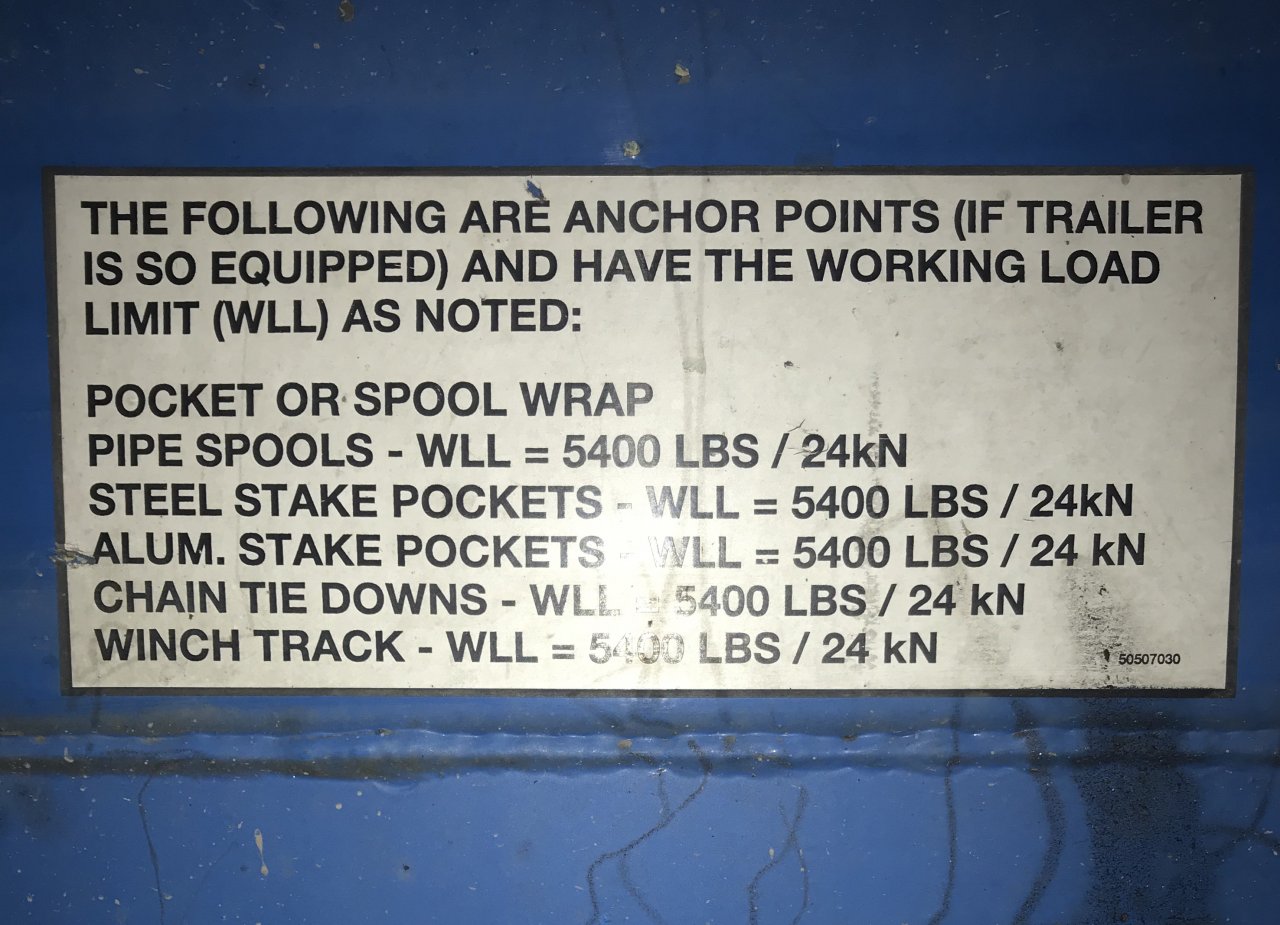 THE FOLLOWING ARE ANCHOR POINTS (IF TRAILER
IS SO EQUIPPED) AND HAVE THE WORKING LOAD
LIMIT (WLL) AS NOTED:
POCKET OR SPOOL WRAP
PIPE SPOOLS - WLL = 5400 LBS / 24kN
STEEL STAKE POCKETS - WLL = 5400 LBS / 24kN
ALUM. STAKE POCKETS - WLL = 5400 LBS / 24 kN
CHAIN TIE DOWNS - WLL = 5400 LBS / 24 kN
WINCH TRACK - WLL = 5400 LBS / 24 kN
50507030